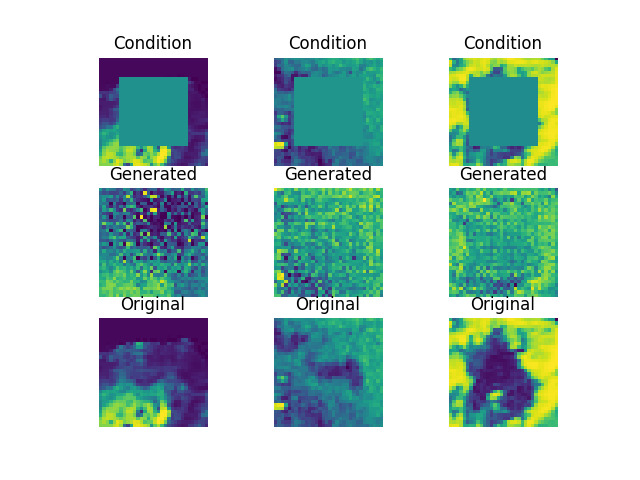 Condition Condition Condition
Generated Generated Generated
Original Original Original